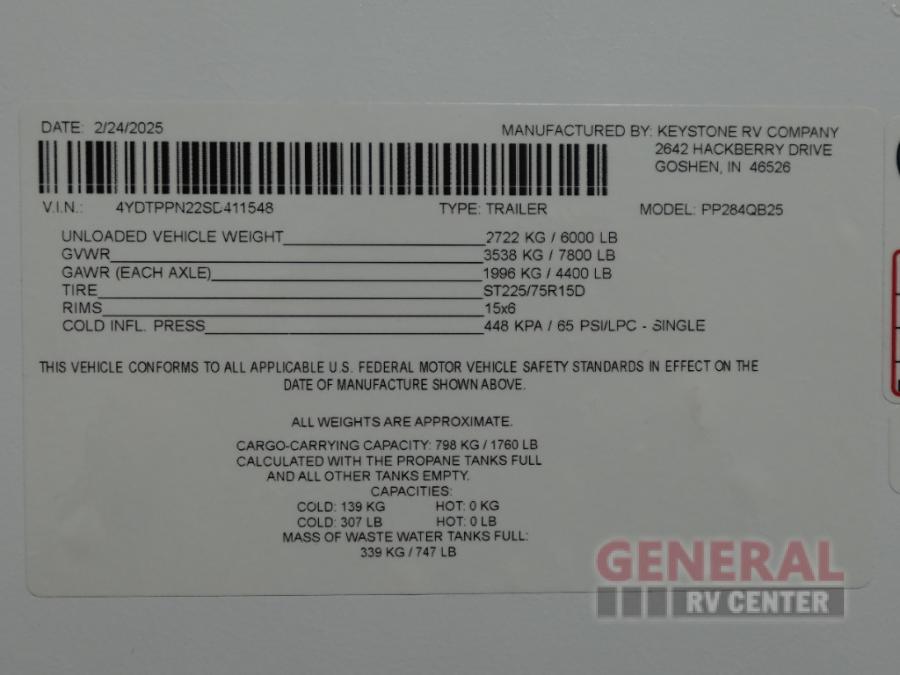 DATE: 2/24/2025
MANUFACTURED BY: KEYSTONE RV COMPANY
2642 HACKBERRY DRIVE
GOSHEN, IN 46526
V.I.N.: 4YDTPPN22SD411548 TYPE: TRAILER MODEL: PP284QB25
UNLOADED VEHICLE WEIGHT 2722 KG / 6000 LB
GVWR 3538 KG / 7800 LB
GAWR (EACH AXLE) 1996 KG / 4400 LB
TIRE ST225/75R15D
RIMS 15x6
COLD INFL. PRESS 448 KPA / 65 PSI/LPC - SINGLE
THIS VEHICLE CONFORMS TO ALL APPLICABLE U.S. FEDERAL MOTOR VEHICLE SAFETY STANDARDS IN EFFECT ON THE
DATE OF MANUFACTURE SHOWN ABOVE.
ALL WEIGHTS ARE APPROXIMATE.
CARGO-CARRYING CAPACITY: 798 KG / 1760 LB
CALCULATED WITH THE PROPANE TANKS FULL
AND ALL OTHER TANKS EMPTY.
CAPACITIES:
COLD: 139 KG HOT: 0 KG
COLD: 307 LB HOT: 0 LB
MASS OF WASTE WATER TANKS FULL:
339 KG / 747 LB
GENERAL
RV CENTER